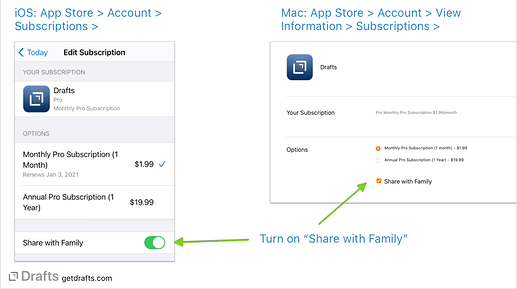 iOS: App Store > Account >
Subscriptions >
Today
Edit Subscription
YOUR SUBSCRIPTION
Drafts
Pro
Monthly Pro Subscription
OPTIONS
Monthly Pro Subscription (1
Month)
$1.99
Renews Jan 3, 2021
Annual Pro Subscription (1
Year)
$19.99
Share with Family
Drafts getdrafts.com
Mac: App Store > Account > View
Information > Subscriptions >
Drafts
Your Subscription
Pro Monthly Pro Subscription $1.99/month
Options
Monthly Pro Subscription (1 month) - $1.99
Annual Pro Subscription (1 Year) - $19.99
Share with Family
Turn on “Share with Family”